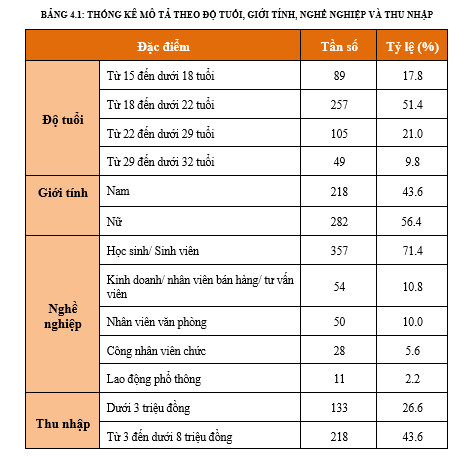 BẢNG 4.1: THỐNG KÊ MÔ TẢ THEO ĐỘ TUỔI, GIỚI TÍNH, NGHỀ NGHIỆP VÀ THU NHẬP
Đặc điểm Tần số Tỷ lệ (%)
Độ tuổi
Từ 15 đến dưới 18 tuổi 89 17.8
Từ 18 đến dưới 22 tuổi 257 51.4
Từ 22 đến dưới 29 tuổi 105 21.0
Từ 29 đến dưới 32 tuổi 49 9.8
Giới tính
Nam 218 43.6
Nữ 282 56.4
Nghề
nghiệp
Học sinh/ Sinh viên 357 71.4
Kinh doanh/ nhân viên bán hàng/ tư vấn
viên 54 10.8
Nhân viên văn phòng 50 10.0
Công nhân viên chức 28 5.6
Lao động phổ thông 11 2.2
Thu nhập
Dưới 3 triệu đồng 133 26.6
Từ 3 đến dưới 8 triệu đồng 218 43.6